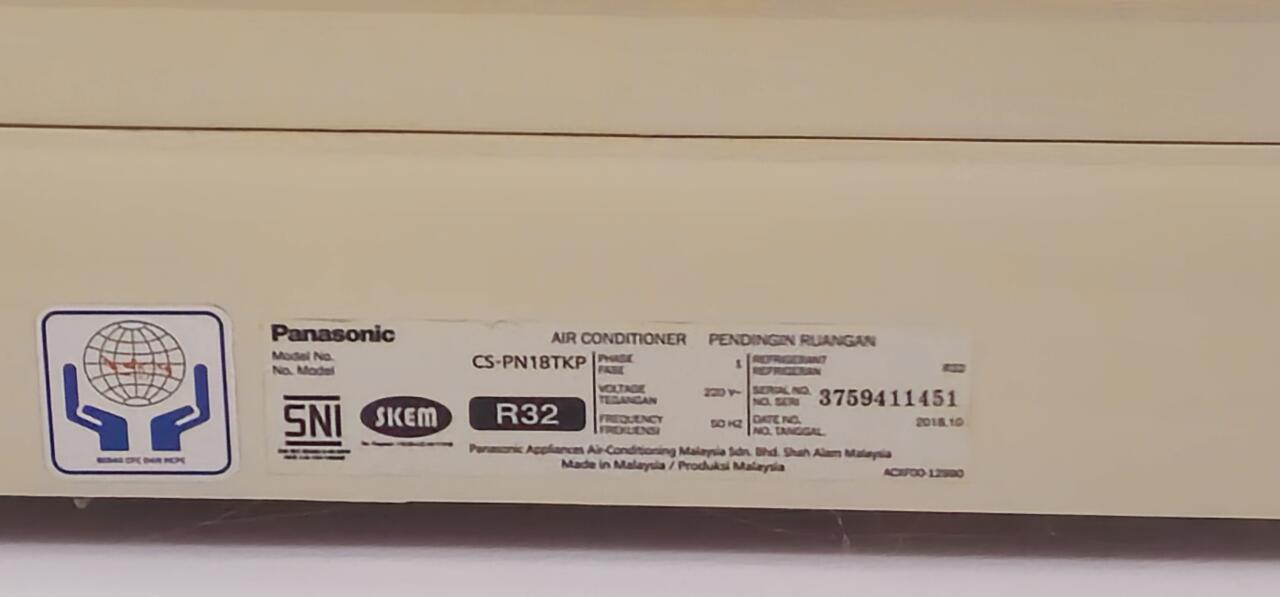 Panasonic AIR CONDITIONER PENDINGIN RUANGAN
Model No. CS-PN18TKP PHASE 1 REFRIGERANT R32
No. Model FASE REFRIGERAN
VOLTAGE 220 V~ SERIAL NO. 3759411451
TEGANGAN NO. SERI
SNI SKEM R32 FREQUENCY 50 HZ DATE NO. 2018.10
FREKUENSI NO. TANGGAL
Panasonic Appliances Air-Conditioning Malaysia Sdn. Bhd. Shah Alam Malaysia
Made in Malaysia / Produksi Malaysia